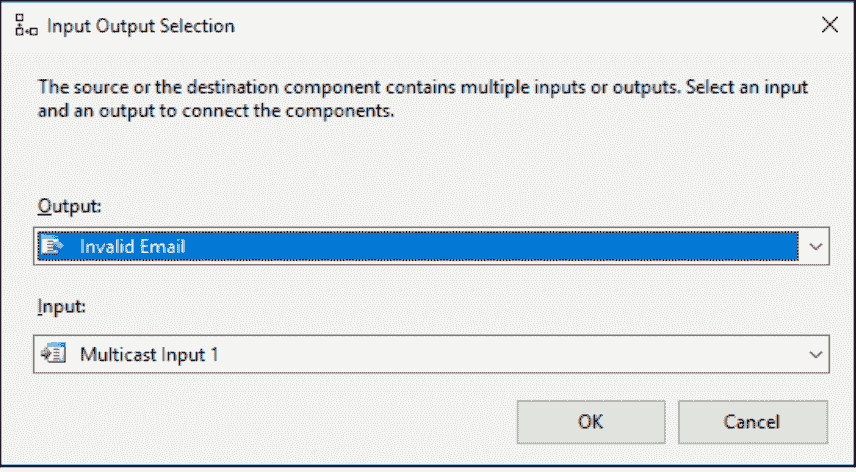 Input Output Selection
The source or the destination component contains multiple inputs or outputs. Select an input
and an output to connect the components.
Output:
Invalid Email
Input:
Multicast Input 1
OK
Cancel